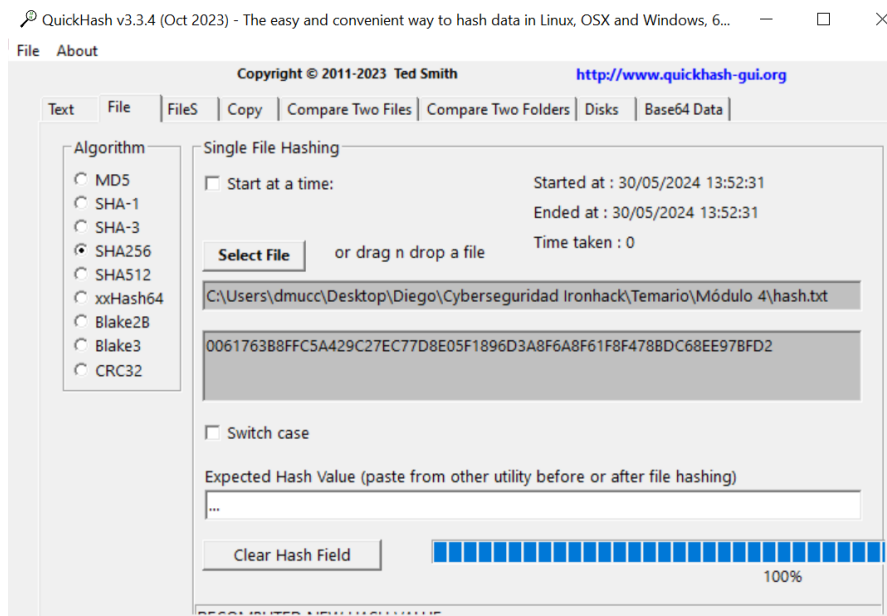 QuickHash v3.3.4 (Oct 2023) - The easy and convenient way to hash data in Linux, OSX and Windows, 6...
File About
Copyright © 2011-2023 Ted Smith http://www.quickhash-gui.org
Text File FileS Copy Compare Two Files Compare Two Folders Disks Base64 Data
Algorithm
MD5
SHA-1
SHA-3
SHA256
SHA512
xxHash64
Blake2B
Blake3
CRC32
Single File Hashing
Start at a time:
Started at : 30/05/2024 13:52:31
Ended at : 30/05/2024 13:52:31
Time taken : 0
Select File or drag n drop a file
C:\Users\dmucc\Desktop\Diego\Cyberseguridad Ironhack\Temario\Módulo 4\hash.txt
0061763B8FFC5A429C27EC77D8E05F1896D3A8F6A8F61F8F478BDC68EE97BFD2
Switch case
Expected Hash Value (paste from other utility before or after file hashing)
...
Clear Hash Field
100%
RECOMPUTED NEW HASH VALUE